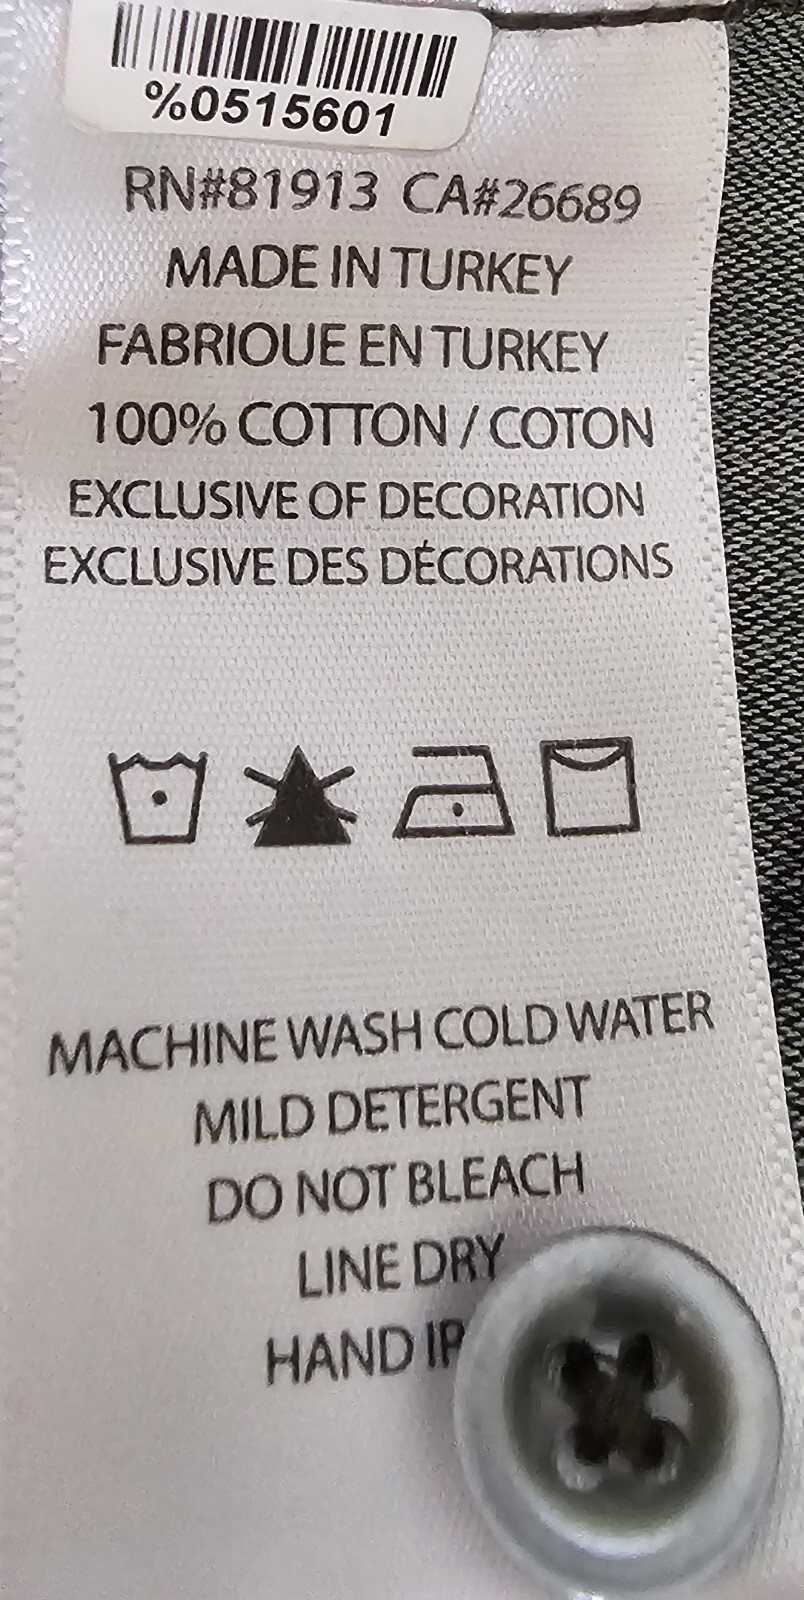 %0515601
RN#81913 CA#26689
MADE IN TURKEY
FABRIOUE EN TURKEY
100% COTTON / COTON
EXCLUSIVE OF DECORATION
EXCLUSIVE DES DÉCORATIONS
MACHINE WASH COLD WATER
MILD DETERGENT
DO NOT BLEACH
LINE DRY
HAND